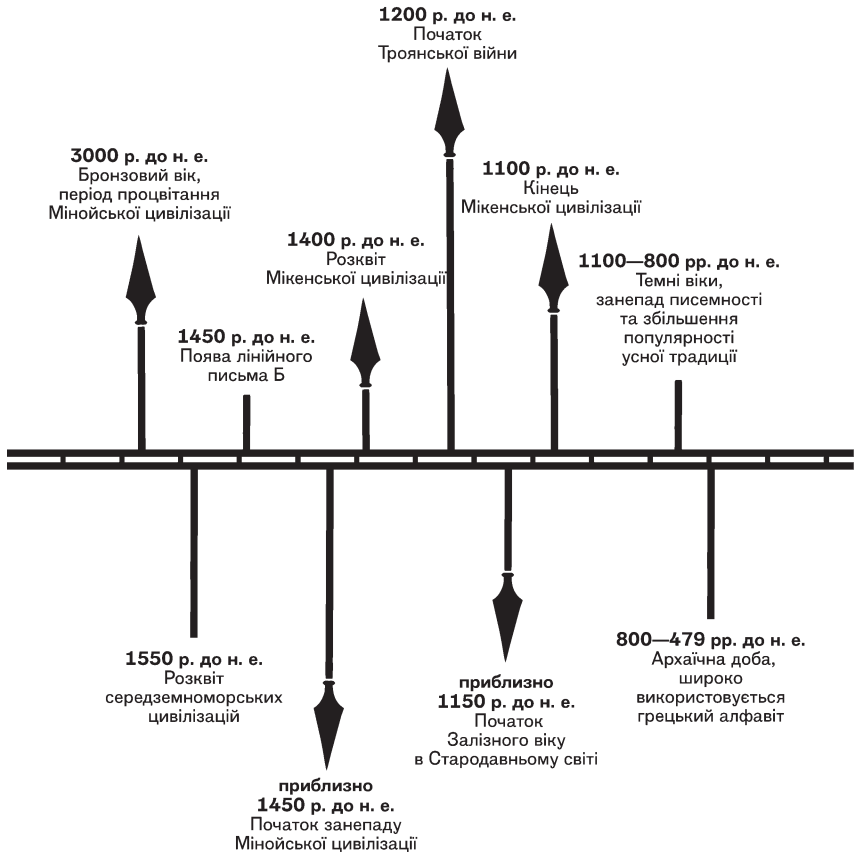 1200 р. до н. е.
Початок
Троянської війни
3000 р. до н. е.
Бронзовий вік,
період процвітання
Мінойської цивілізації
1100 р. до н. е.
Кінець
Мікенської цивілізації
1400 р. до н. е.
Розквіт
Мікенської цивілізації
1100—800 рр. до н. е.
Темні віки,
занепад писемності
та збільшення
популярності
усної традиції
1450 р. до н. е.
Поява лінійного
письма Б
1550 р. до н. е.
Розквіт
середземноморських
цивілізацій
приблизно
1450 р. до н. е.
Початок занепаду
Мінойської цивілізації
приблизно
1150 р. до н. е.
Початок
Залізного віку
в Стародавньому світі
800—479 рр. до н. е.
Архаїчна доба,
широко
використовується
грецький алфавіт